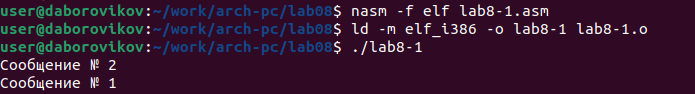 user@daborovikov:~/work/arch-pc/lab08$ nasm -f elf lab8-1.asm
user@daborovikov:~/work/arch-pc/lab08$ ld -m elf_i386 -o lab8-1 lab8-1.o
user@daborovikov:~/work/arch-pc/lab08$ ./lab8-1
Сообщение № 2
Сообщение № 1